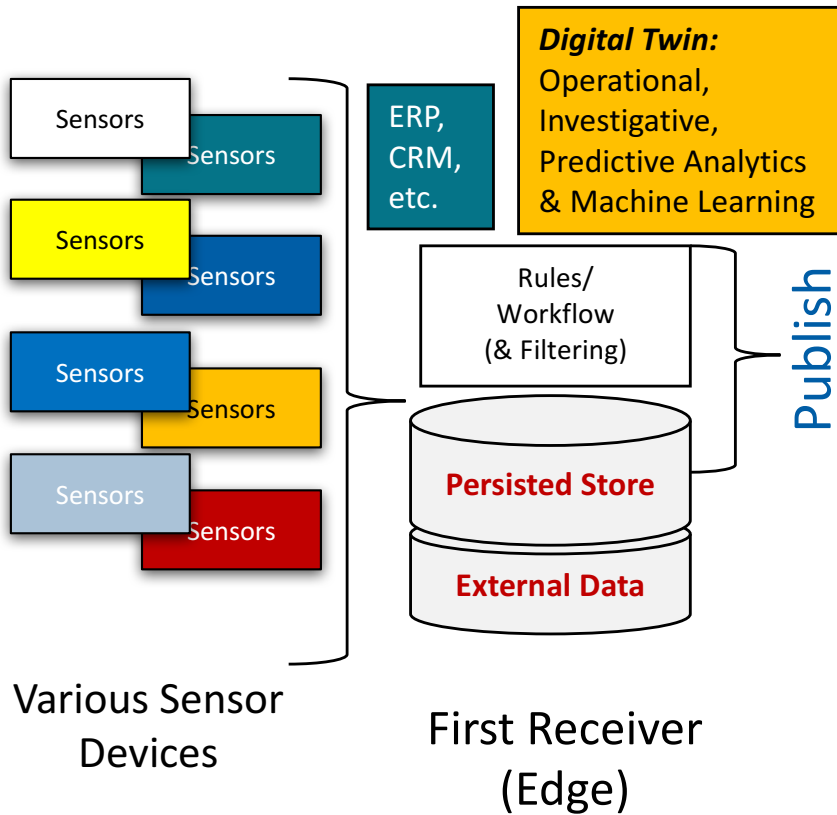 Sensors
Sensors
Sensors
Sensors
Sensors
Sensors
Sensors
Sensors
Various Sensor
Devices
ERP,
CRM,
etc.
Digital Twin:
Operational,
Investigative,
Predictive Analytics
& Machine Learning
Rules/
Workflow
(& Filtering)
Persisted Store
External Data
First Receiver
(Edge)
Publish